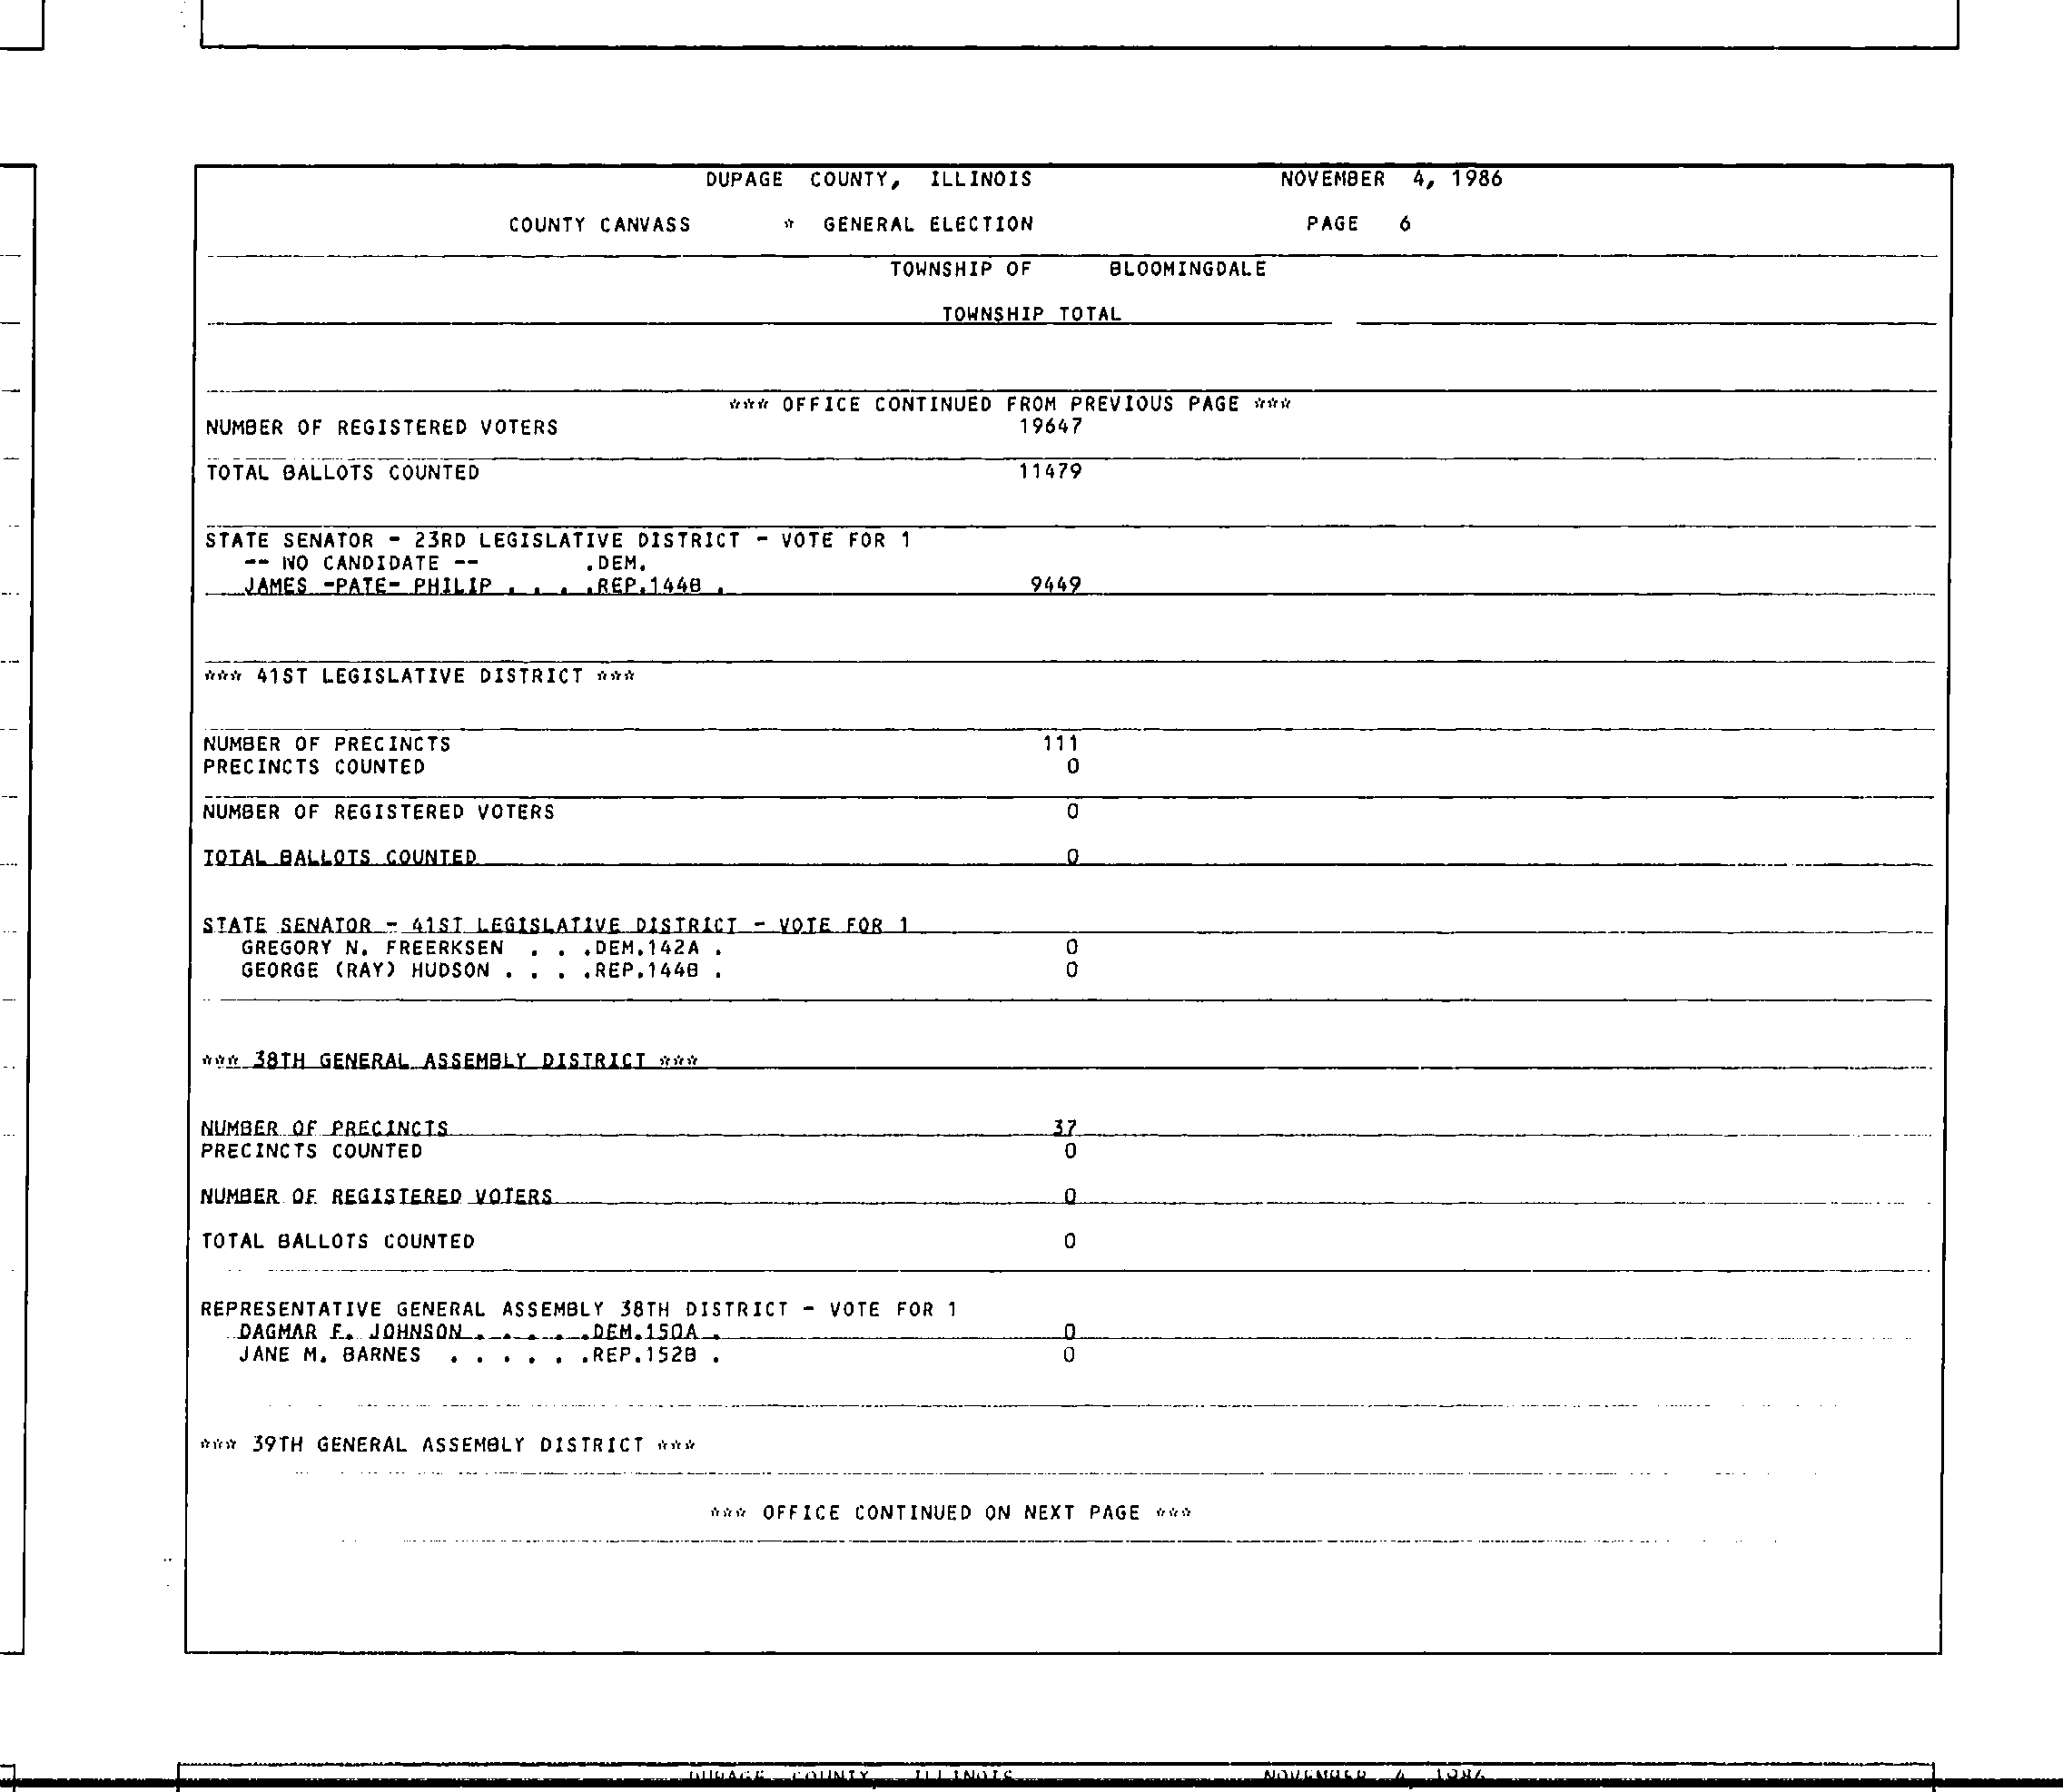 DUPAGE COUNTY, ILLINOIS NOVEMBER 4, 1986
COUNTY CANVASS * GENERAL ELECTION PAGE 6
TOWNSHIP OF BLOOMINGDALE
TOWNSHIP TOTAL
*** OFFICE CONTINUED FROM PREVIOUS PAGE ***
NUMBER OF REGISTERED VOTERS 19647
TOTAL BALLOTS COUNTED 11479
STATE SENATOR - 23RD LEGISLATIVE DISTRICT - VOTE FOR 1
-- NO CANDIDATE -- .DEM.
JAMES -PATE- PHILIP . . . .REP.144B . 9449
*** 41ST LEGISLATIVE DISTRICT ***
NUMBER OF PRECINCTS 111
PRECINCTS COUNTED 0
NUMBER OF REGISTERED VOTERS 0
TOTAL BALLOTS COUNTED 0
STATE SENATOR - 41ST LEGISLATIVE DISTRICT - VOTE FOR 1
GREGORY N. FREERKSEN . . .DEM.142A . 0
GEORGE (RAY) HUDSON . . . .REP.144B . 0
*** 38TH GENERAL ASSEMBLY DISTRICT ***
NUMBER OF PRECINCTS 37
PRECINCTS COUNTED 0
NUMBER OF REGISTERED VOTERS 0
TOTAL BALLOTS COUNTED 0
REPRESENTATIVE GENERAL ASSEMBLY 38TH DISTRICT - VOTE FOR 1
DAGMAR F. JOHNSON . . . . .DEM.150A . 0
JANE M. BARNES . . . . . .REP.152B . 0
*** 39TH GENERAL ASSEMBLY DISTRICT ***
*** OFFICE CONTINUED ON NEXT PAGE ***
DUPAGE COUNTY, ILLINOIS NOVEMBER 4, 1986